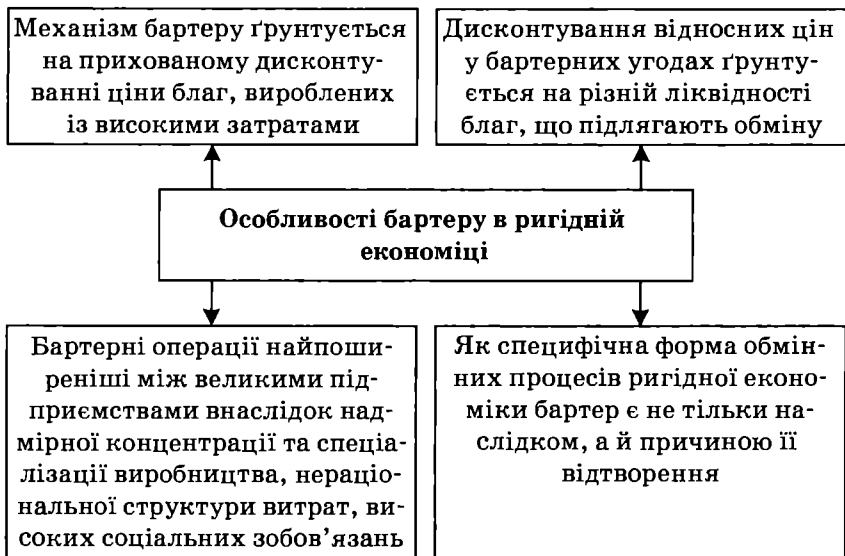 Механізм бартеру ґрунтується
на прихованому дисконту-
ванні ціни благ, вироблених
із високими затратами
Дисконтування відносних цін
у бартерних угодах ґрунту-
ється на різній ліквідності
благ, що підлягають обміну
Особливості бартеру в ригідній
економіці
Бартерні операції найпоши-
реніші між великими під-
приємствами внаслідок над-
мірної концентрації та спеціа-
лізації виробництва, нераціо-
нальної структури витрат, ви-
соких соціальних зобов’язань
Як специфічна форма обмін-
них процесів ригідної еконо-
міки бартер є не тільки на-
слідком, а й причиною її
відтворення